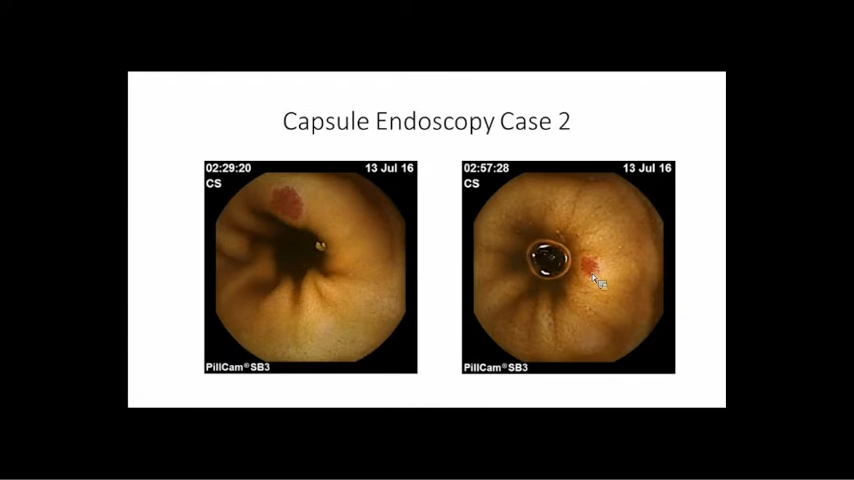 Capsule Endoscopy Case 2
02:29:20 13 Jul 16
CS
PillCam®SB3
02:57:28 13 Jul 16
CS
PillCam®SB3